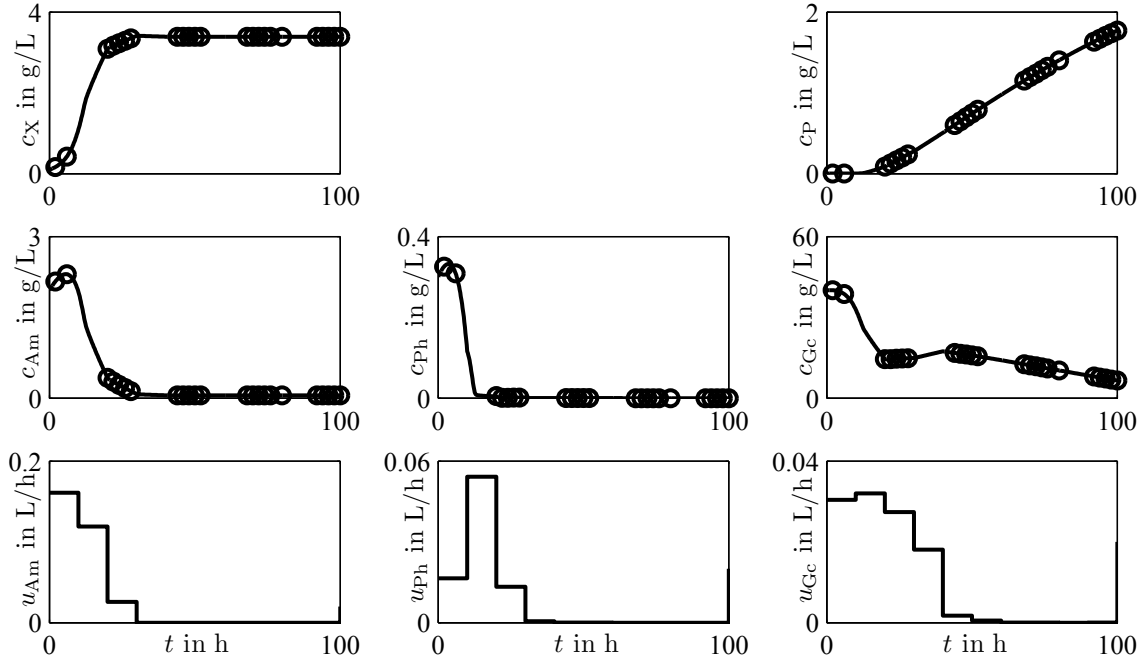 4
c_X in g/L
0
0
100
2
c_P in g/L
0
0
100
3
c_Am in g/L
0
0
100
0.4
c_Ph in g/L
0
0
100
60
c_Gc in g/L
0
0
100
0.2
u_Am in L/h
0
0
t in h
100
0.06
u_Ph in L/h
0
0
t in h
100
0.04
u_Gc in L/h
0
0
t in h
100